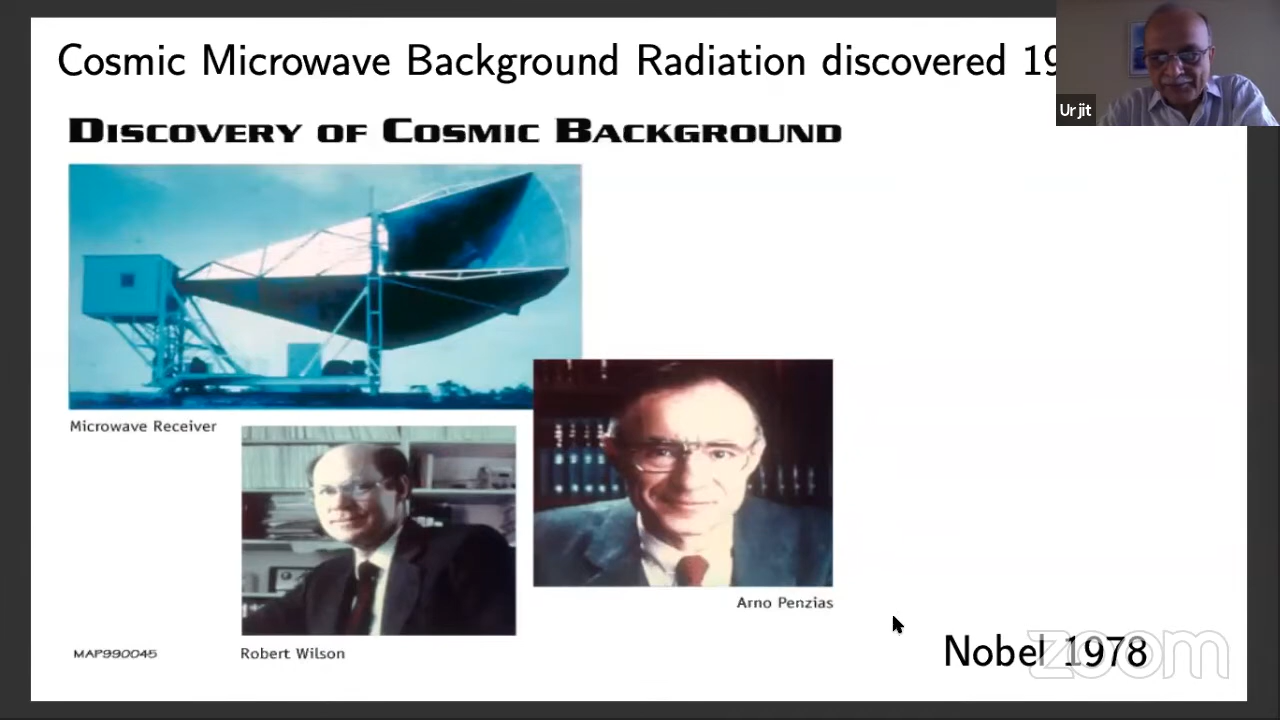 Cosmic Microwave Background Radiation discovered 19
Urjit
DISCOVERY OF COSMIC BACKGROUND
Microwave Receiver
Arno Penzias
Robert Wilson
MAP990045
Nobel 1978
zoom